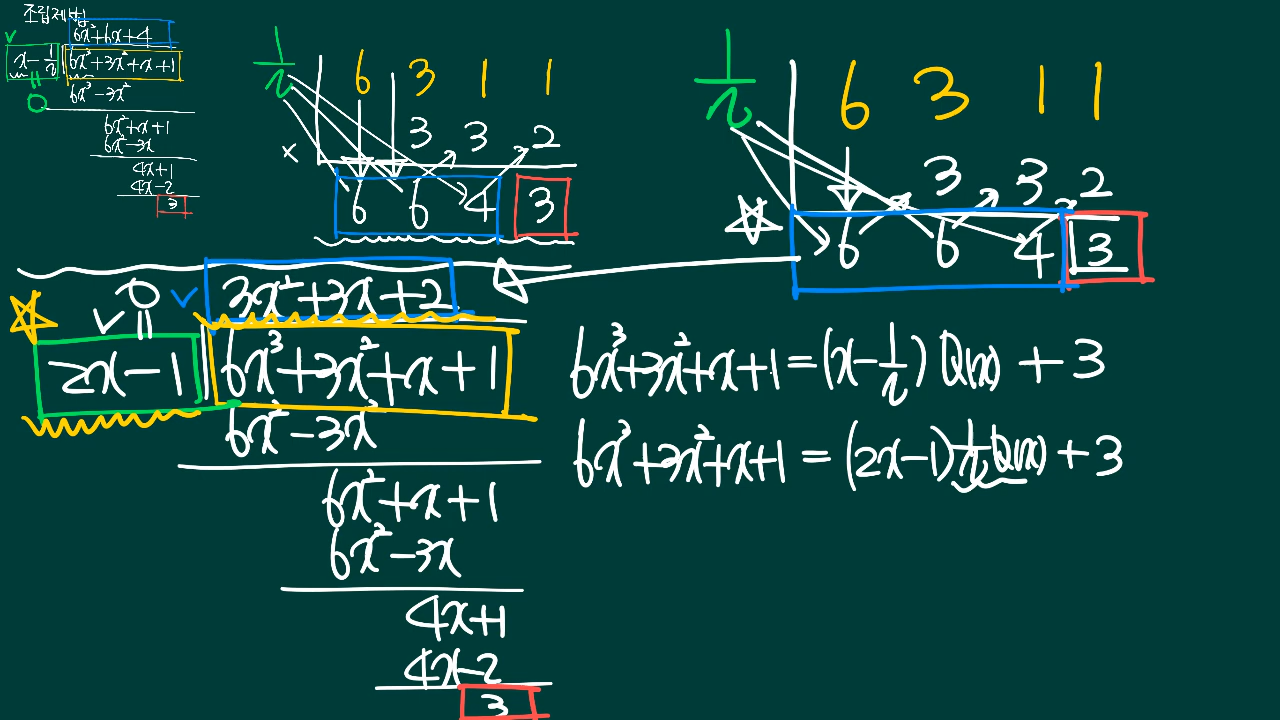 조립제법
6x²+6x+4
x-1/2 6x³+3x²+x+1
0 6x³-3x²
6x²+x+1
6x²-3x
4x+1
4x-2
3
1/2 6 3 1 1
3 3 2
×
6 6 4 3
1/2 6 3 1 1
3 3 2
6 6 4 3
0 3x²+3x+2
2x-1 6x³+3x²+x+1
6x³-3x²
6x²+x+1
6x²-3x
4x+1
4x-2
3
6x³+3x²+x+1=(x-1/2)Q(x)+3
6x³+3x²+x+1=(2x-1)1/2Q(x)+3